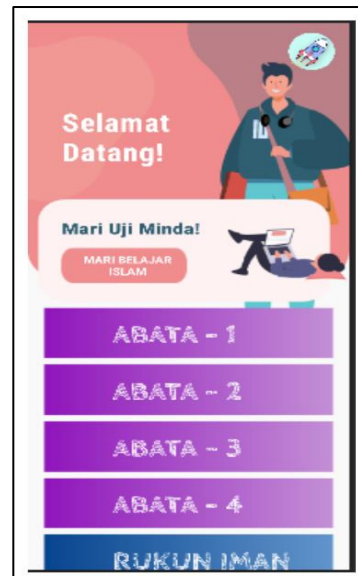 Selamat
Datang!
Mari Uji Minda!
MARI BELAJAR
ISLAM
ABATA - 1
ABATA - 2
ABATA - 3
ABATA - 4
RUKUN IMAN